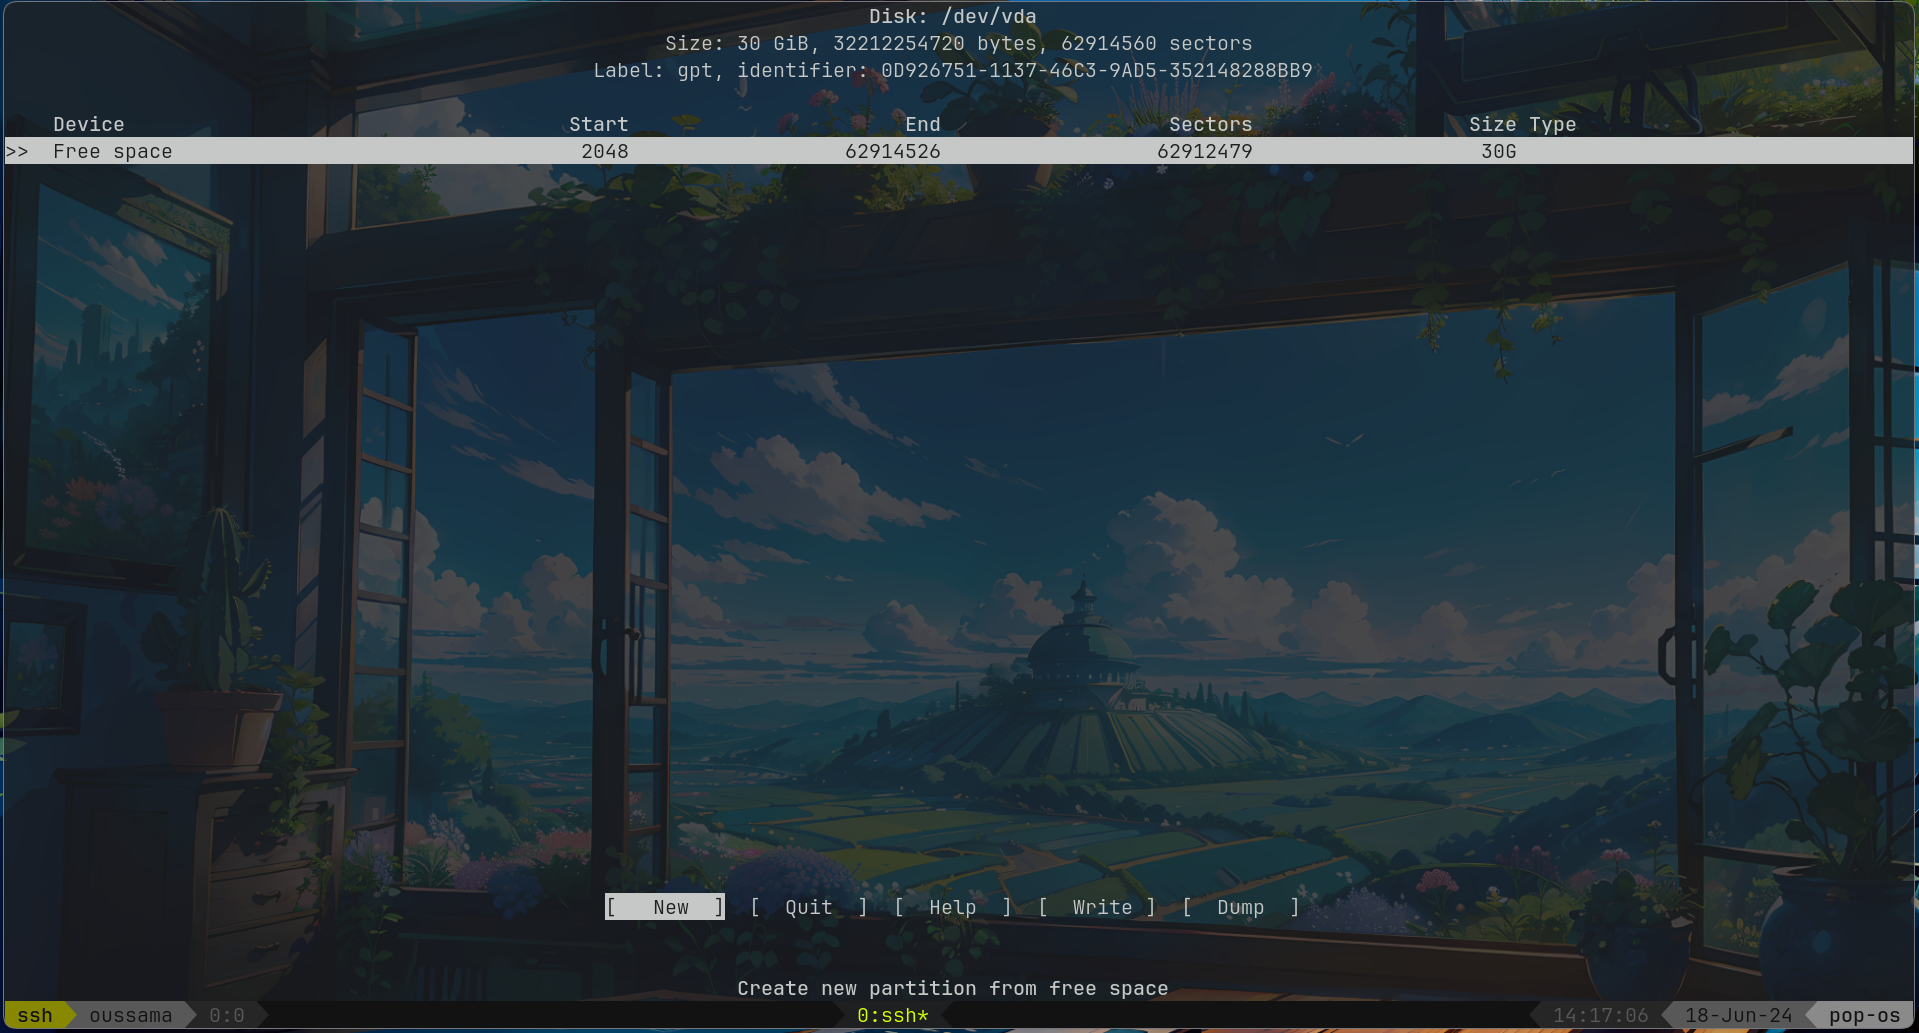 Disk: /dev/vda
Size: 30 GiB, 32212254720 bytes, 62914560 sectors
Label: gpt, identifier: 0D926751-1137-46C3-9AD5-352148288BB9
Device Start End Sectors Size Type
>> Free space 2048 62914526 62912479 30G
[ New ] [ Quit ] [ Help ] [ Write ] [ Dump ]
Create new partition from free space
ssh oussama 0:0 0:ssh* 14:17:06 18-Jun-24 pop-os